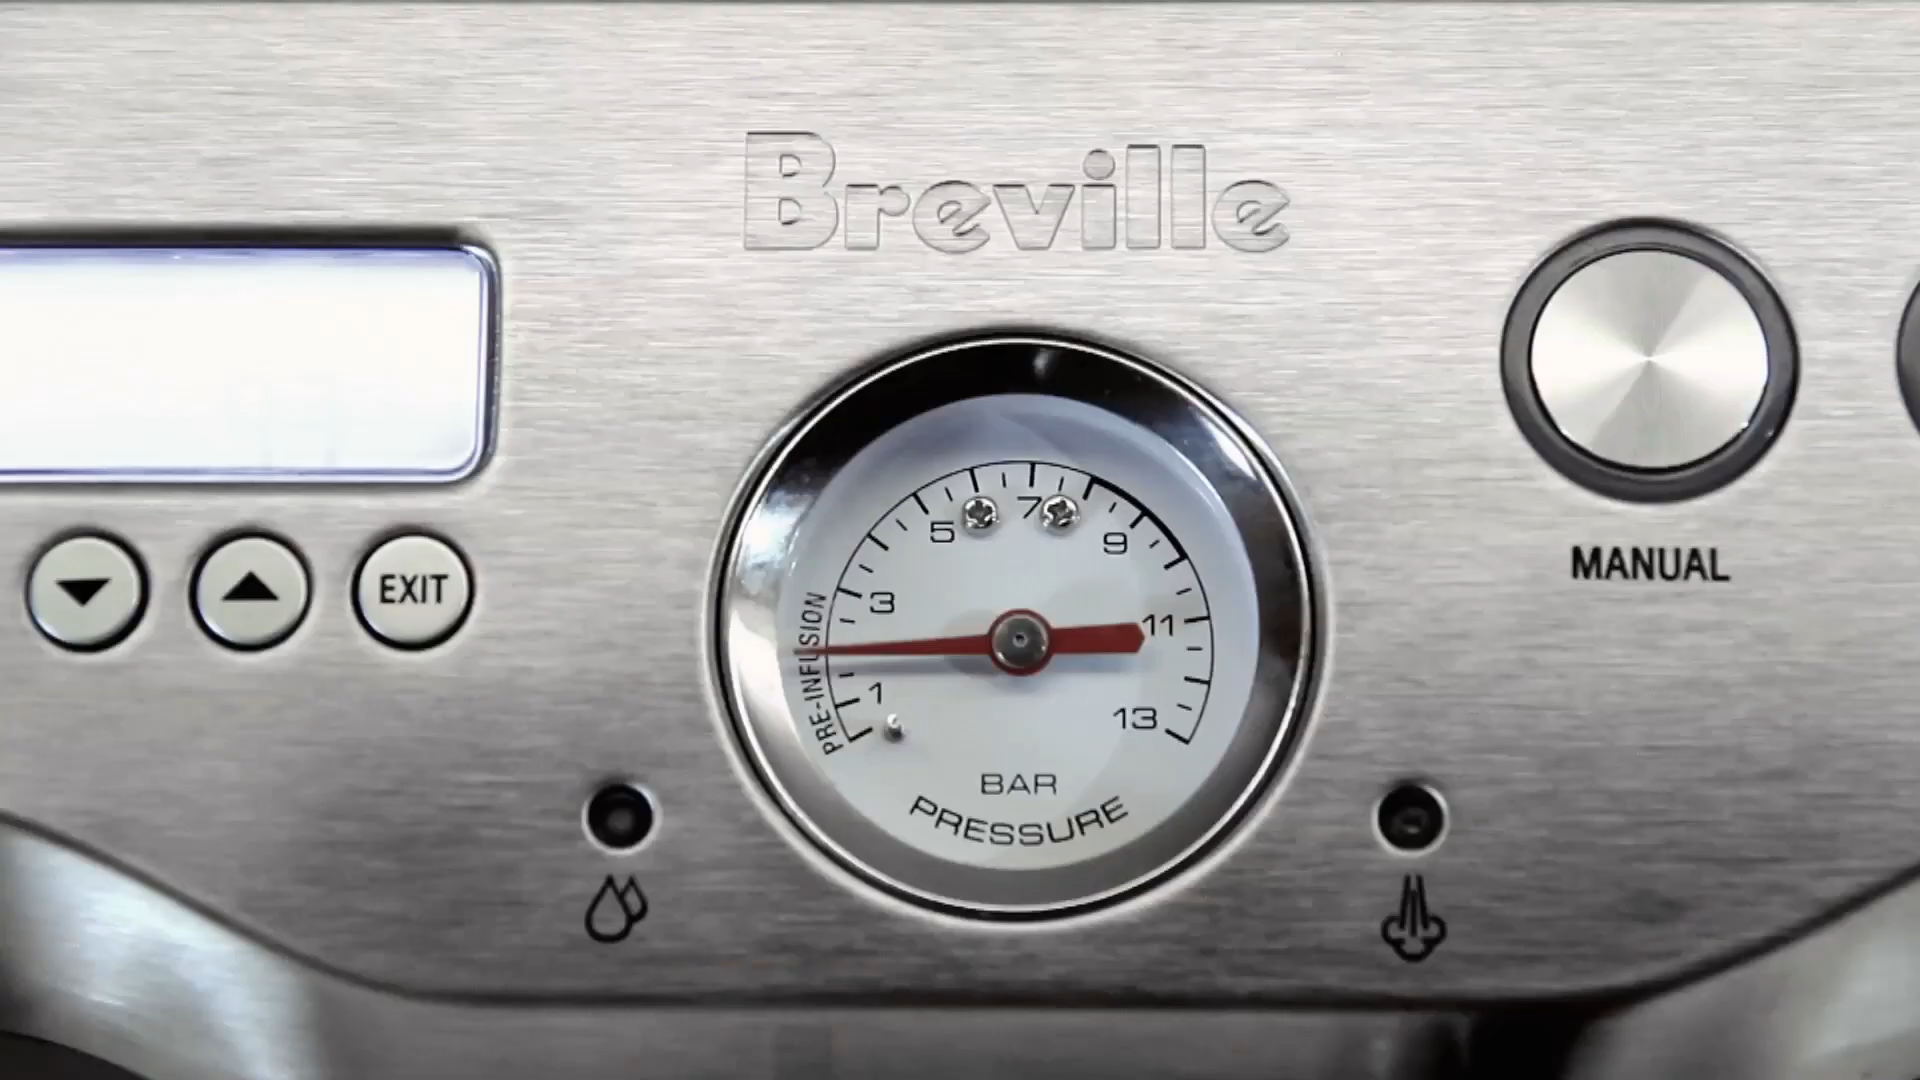 Breville
EXIT
MANUAL
PRE-INFUSION
1
3
5
7
9
11
13
BAR
PRESSURE